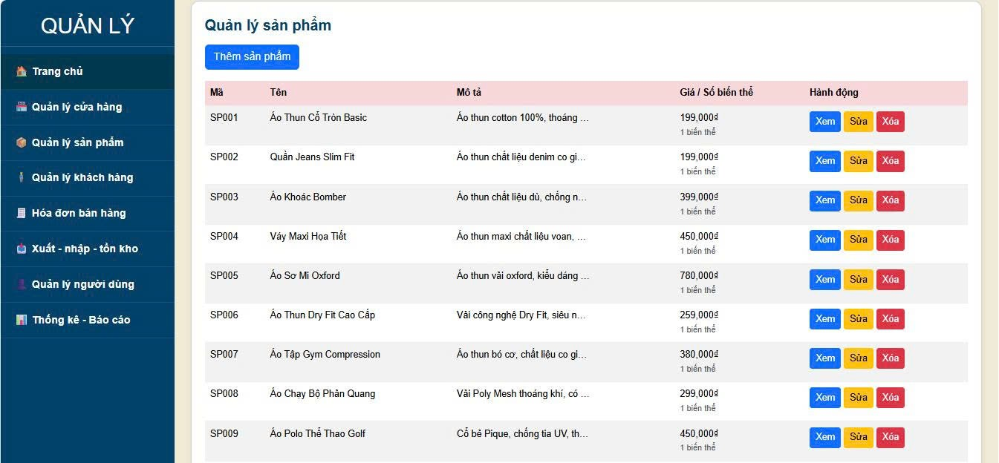 QUẢN LÝ
Trang chủ
Quản lý cửa hàng
Quản lý sản phẩm
Quản lý khách hàng
Hóa đơn bán hàng
Xuất - nhập - tồn kho
Quản lý người dùng
Thống kê - Báo cáo
Quản lý sản phẩm
Thêm sản phẩm
Mã Tên Mô tả Giá / Số biến thể Hành động
SP001 Áo Thun Cổ Tròn Basic Áo thun cotton 100%, thoáng ... 199,000₫ Xem Sửa Xóa
1 biến thể
SP002 Quần Jeans Slim Fit Áo thun chất liệu denim co gi... 199,000₫ Xem Sửa Xóa
1 biến thể
SP003 Áo Khoác Bomber Áo thun chất liệu dù, chống n... 399,000₫ Xem Sửa Xóa
1 biến thể
SP004 Váy Maxi Họa Tiết Áo thun maxi chất liệu voan, ... 450,000₫ Xem Sửa Xóa
1 biến thể
SP005 Áo Sơ Mi Oxford Áo thun vải oxford, kiểu dáng ... 780,000₫ Xem Sửa Xóa
1 biến thể
SP006 Áo Thun Dry Fit Cao Cấp Vải công nghệ Dry Fit, siêu n... 259,000₫ Xem Sửa Xóa
1 biến thể
SP007 Áo Tập Gym Compression Áo thun bó cơ, chất liệu co gi... 380,000₫ Xem Sửa Xóa
1 biến thể
SP008 Áo Chạy Bộ Phản Quang Vải Poly Mesh thoáng khí, có ... 299,000₫ Xem Sửa Xóa
1 biến thể
SP009 Áo Polo Thể Thao Golf Cổ bẻ Pique, chống tia UV, th... 450,000₫ Xem Sửa Xóa
1 biến thể